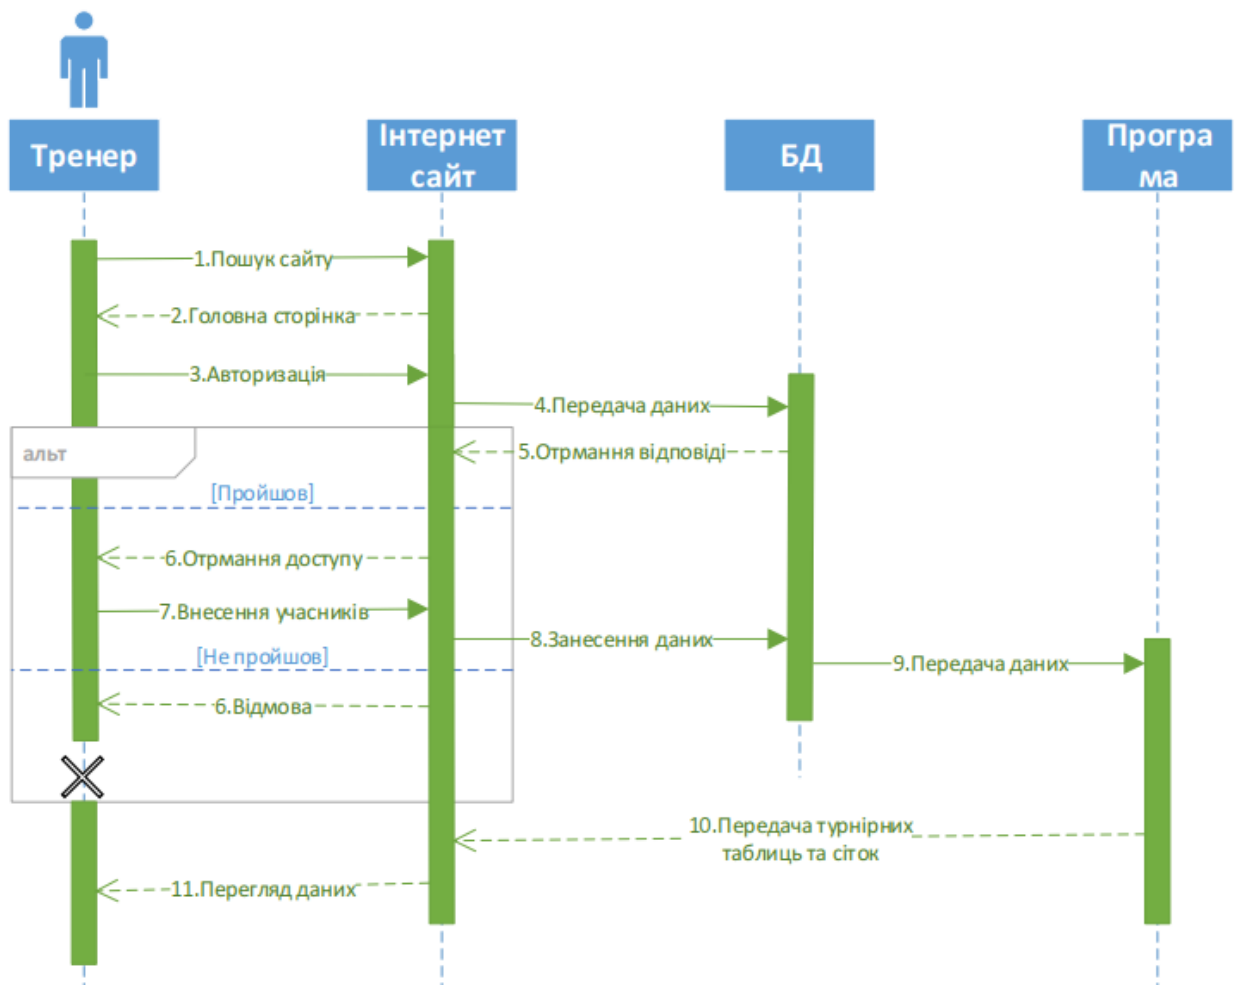 Тренер
Інтернет
сайт
БД
Програ
ма
1.Пошук сайту
2.Головна сторінка
3.Авторизація
4.Передача даних
альт
5.Отрмання відповіді
[Пройшов]
6.Отрмання доступу
7.Внесення учасників
8.Занесення даних
[Не пройшов]
9.Передача даних
6.Відмова
10.Передача турнірних
таблиць та сіток
11.Перегляд даних